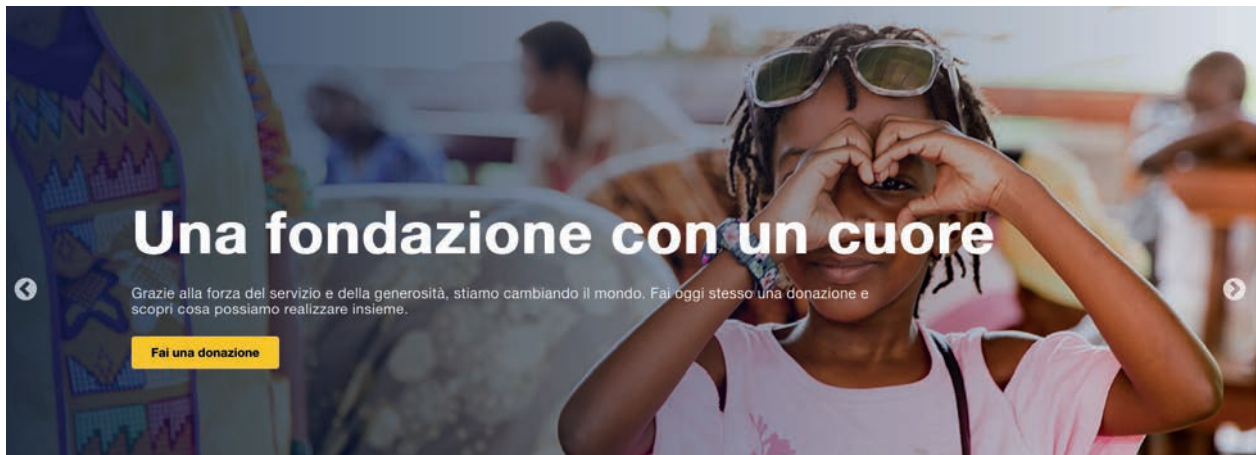 Una fondazione con un cuore
Grazie alla forza del servizio e della generosità, stiamo cambiando il mondo. Fai oggi stesso una donazione e
scopri cosa possiamo realizzare insieme.
Fai una donazione